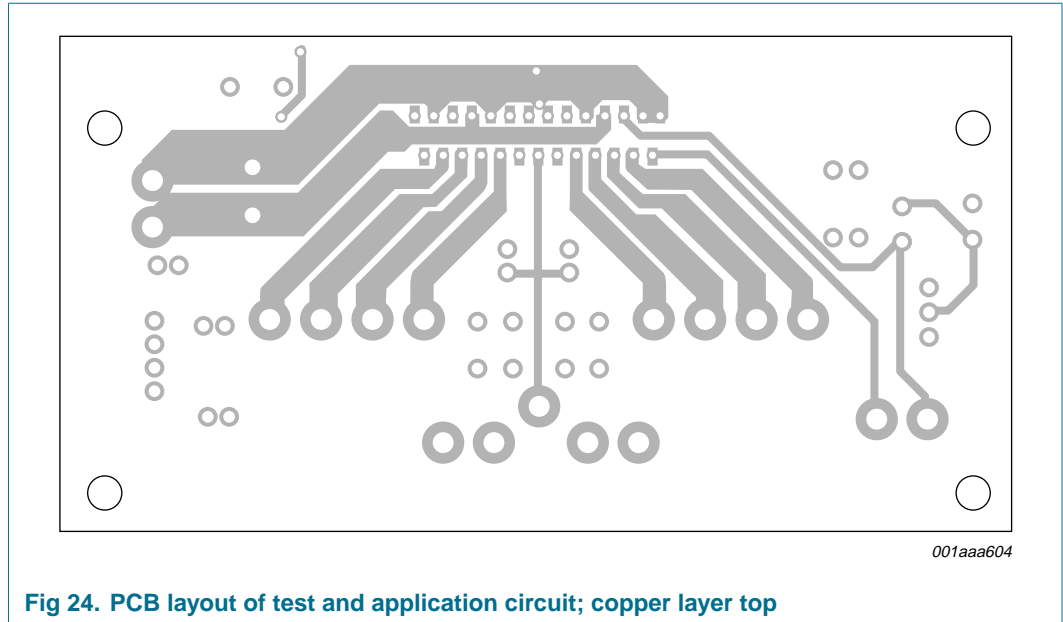 001aaa604
Fig 24. PCB layout of test and application circuit; copper layer top